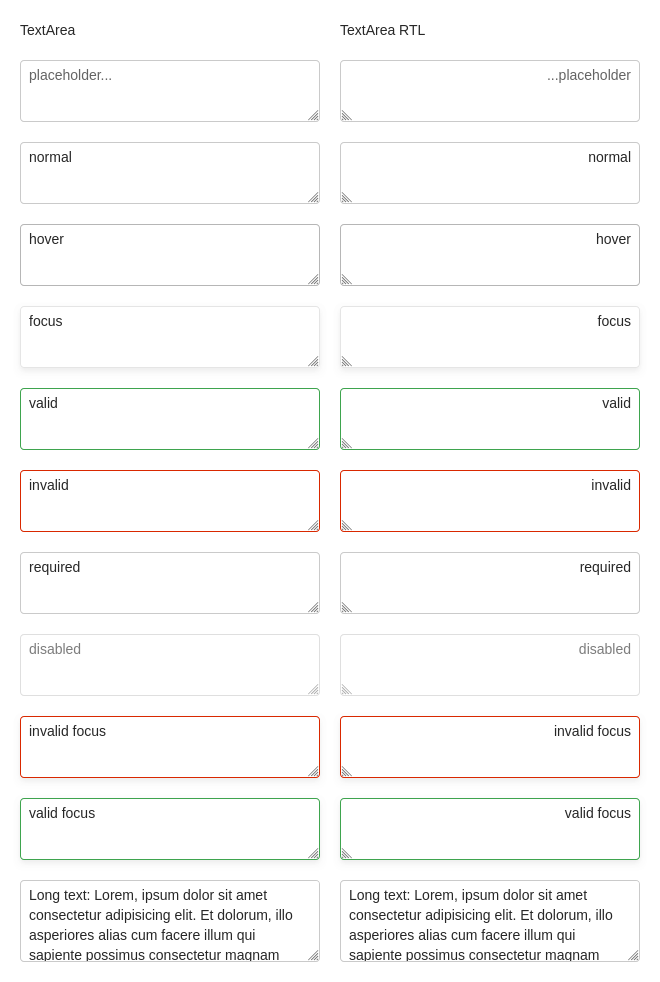 TextArea
TextArea RTL
placeholder...
...placeholder
normal
normal
hover
hover
focus
focus
valid
valid
invalid
invalid
required
required
disabled
disabled
invalid focus
invalid focus
valid focus
valid focus
Long text: Lorem, ipsum dolor sit amet
consectetur adipisicing elit. Et dolorum, illo
asperiores alias cum facere illum qui
sapiente possimus consectetur magnam
Long text: Lorem, ipsum dolor sit amet
consectetur adipisicing elit. Et dolorum, illo
asperiores alias cum facere illum qui
sapiente possimus consectetur magnam